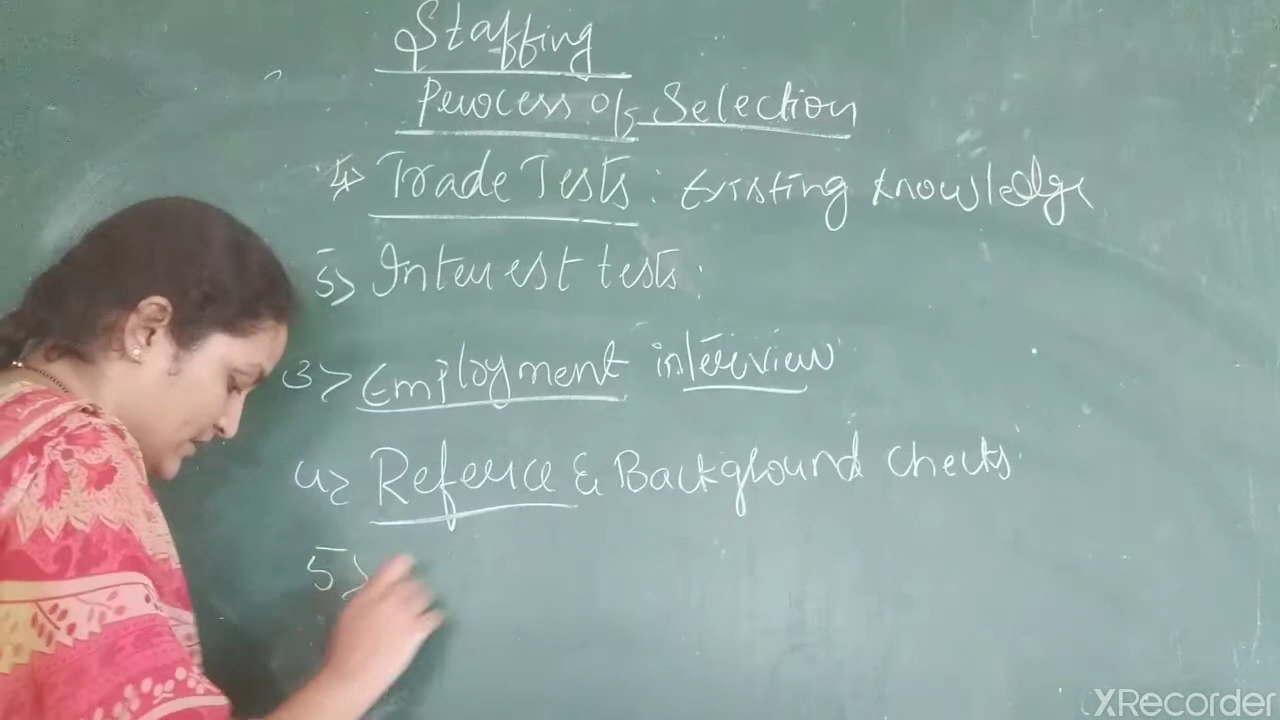 Staffing
Process of Selection
4> Trade Tests : Existing knowledge
5> Interest tests:
3> Employment interview
4> Refeence & Background checks.
5>
XRecorder